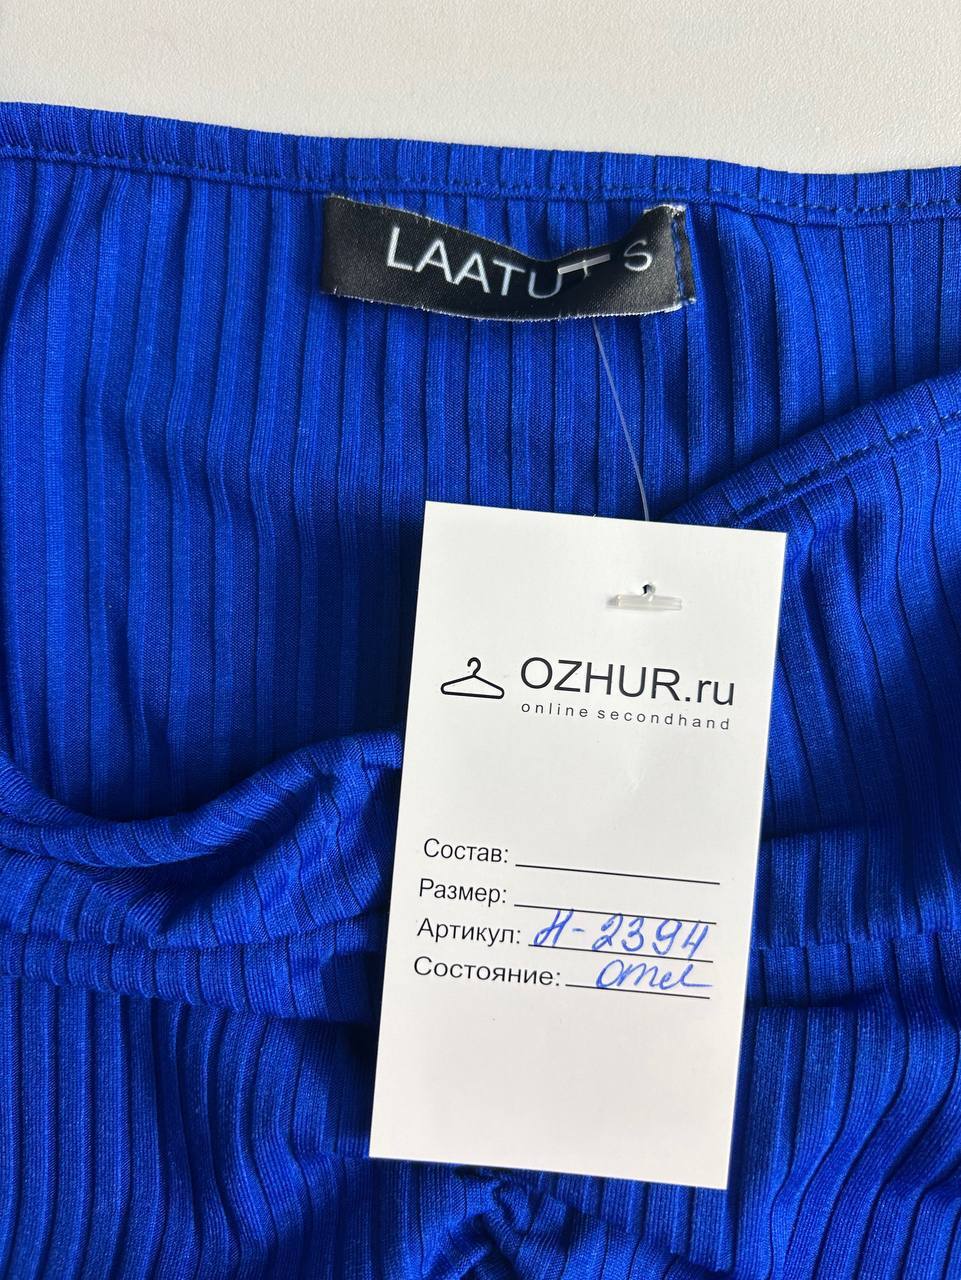 LAATU S
OZHUR.ru
online secondhand
Состав:
Размер:
Артикул: Н-2394
Состояние: отл